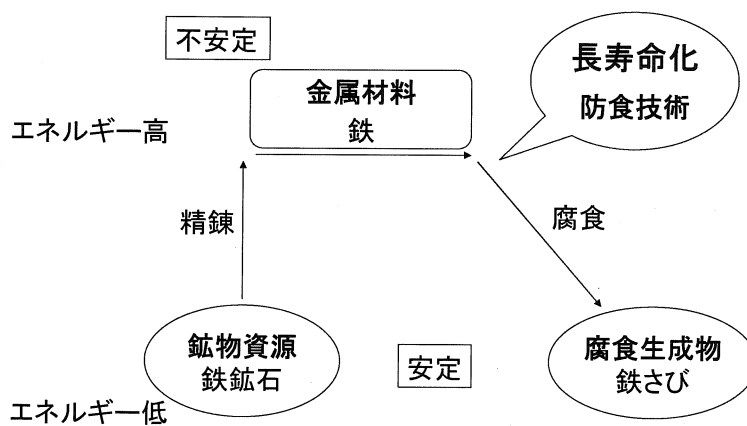 不安定
長寿命化
防食技術
金属材料
鉄
エネルギー高
精錬
腐食
鉱物資源
鉄鉱石
安定
腐食生成物
鉄さび
エネルギー低